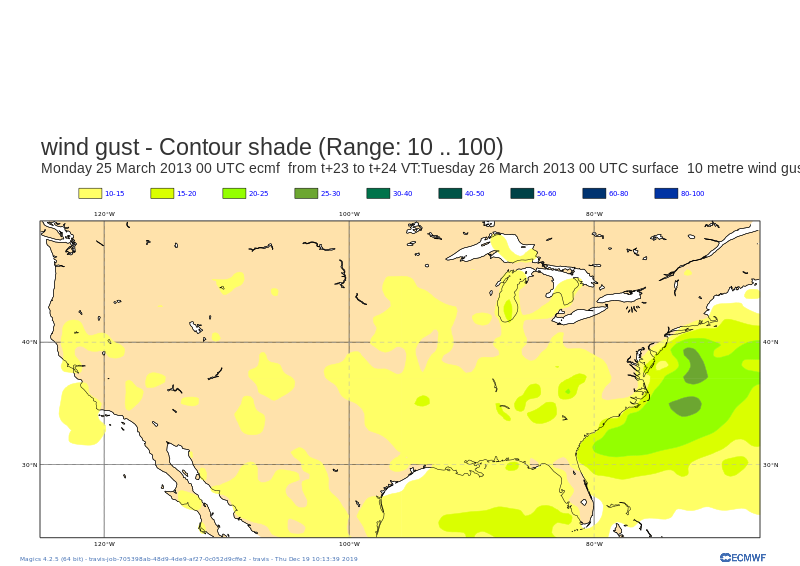 wind gust - Contour shade (Range: 10 .. 100)
Monday 25 March 2013 00 UTC ecmf  from t+23 to t+24 VT:Tuesday 26 March 2013 00 UTC surface  10 metre wind gus
10-15 15-20 20-25 25-30 30-40 40-50 50-60 60-80 80-100
120°W 100°W 80°W
40°N 40°N
30°N 30°N
120°W 100°W 80°W
Magics 4.2.5 (64 bit) - travis-job-705398ab-48d9-4de9-af27-0c052d9cffe2 - travis - Thu Dec 19 10:13:39 2019
ECMWF